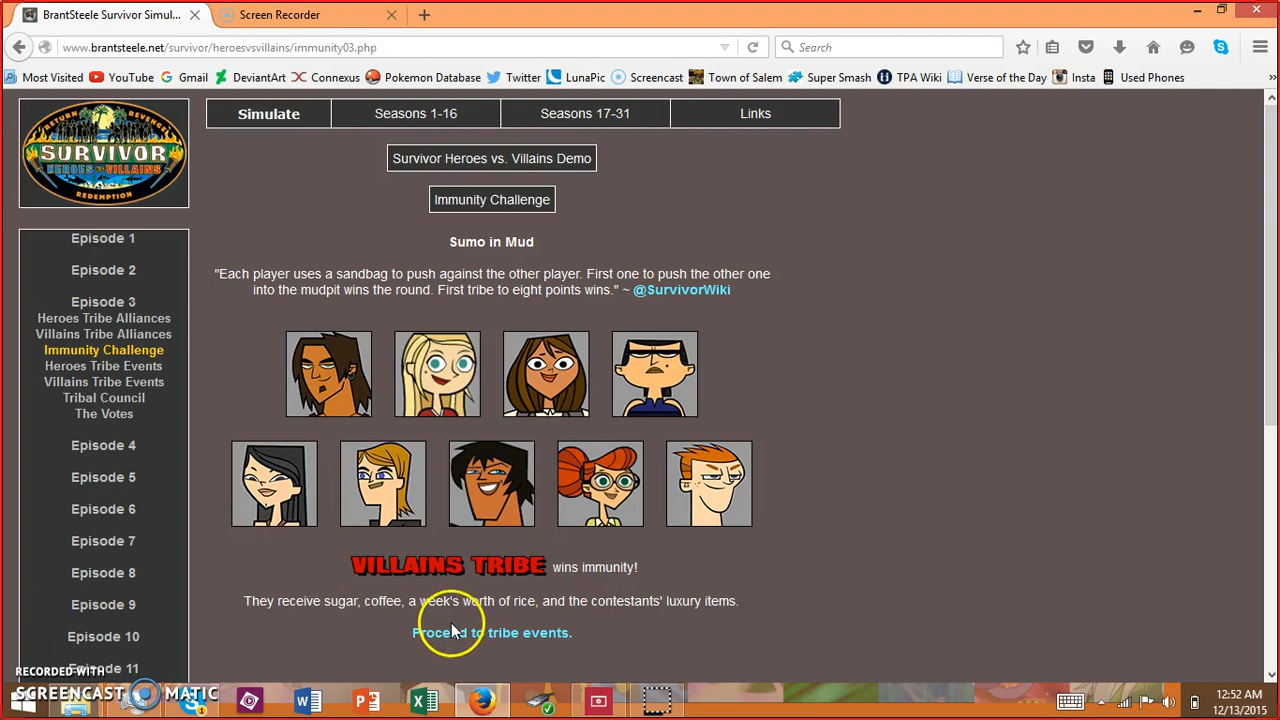 BrantSteele Survivor Simul...
Screen Recorder
www.brantsteele.net/survivor/heroesvsvillains/immunity03.php
Search
Most Visited YouTube Gmail DeviantArt Connexus Pokemon Database Twitter LunaPic Screencast Town of Salem Super Smash TPA Wiki Verse of the Day Insta Used Phones
RETURN REVENGE
SURVIVOR
HEROES VILLAINS
REDEMPTION
Simulate Seasons 1-16 Seasons 17-31 Links
Survivor Heroes vs. Villains Demo
Immunity Challenge
Sumo in Mud
"Each player uses a sandbag to push against the other player. First one to push the other one
into the mudpit wins the round. First tribe to eight points wins." ~ @SurvivorWiki
Episode 1
Episode 2
Episode 3
Heroes Tribe Alliances
Villains Tribe Alliances
Immunity Challenge
Heroes Tribe Events
Villains Tribe Events
Tribal Council
The Votes
Episode 4
Episode 5
Episode 6
Episode 7
Episode 8
Episode 9
Episode 10
Episode 11
VILLAINS TRIBE wins immunity!
They receive sugar, coffee, a week's worth of rice, and the contestants' luxury items.
Proceed to tribe events.
RECORDED WITH
SCREENCAST MATIC
12:52 AM
12/13/2015